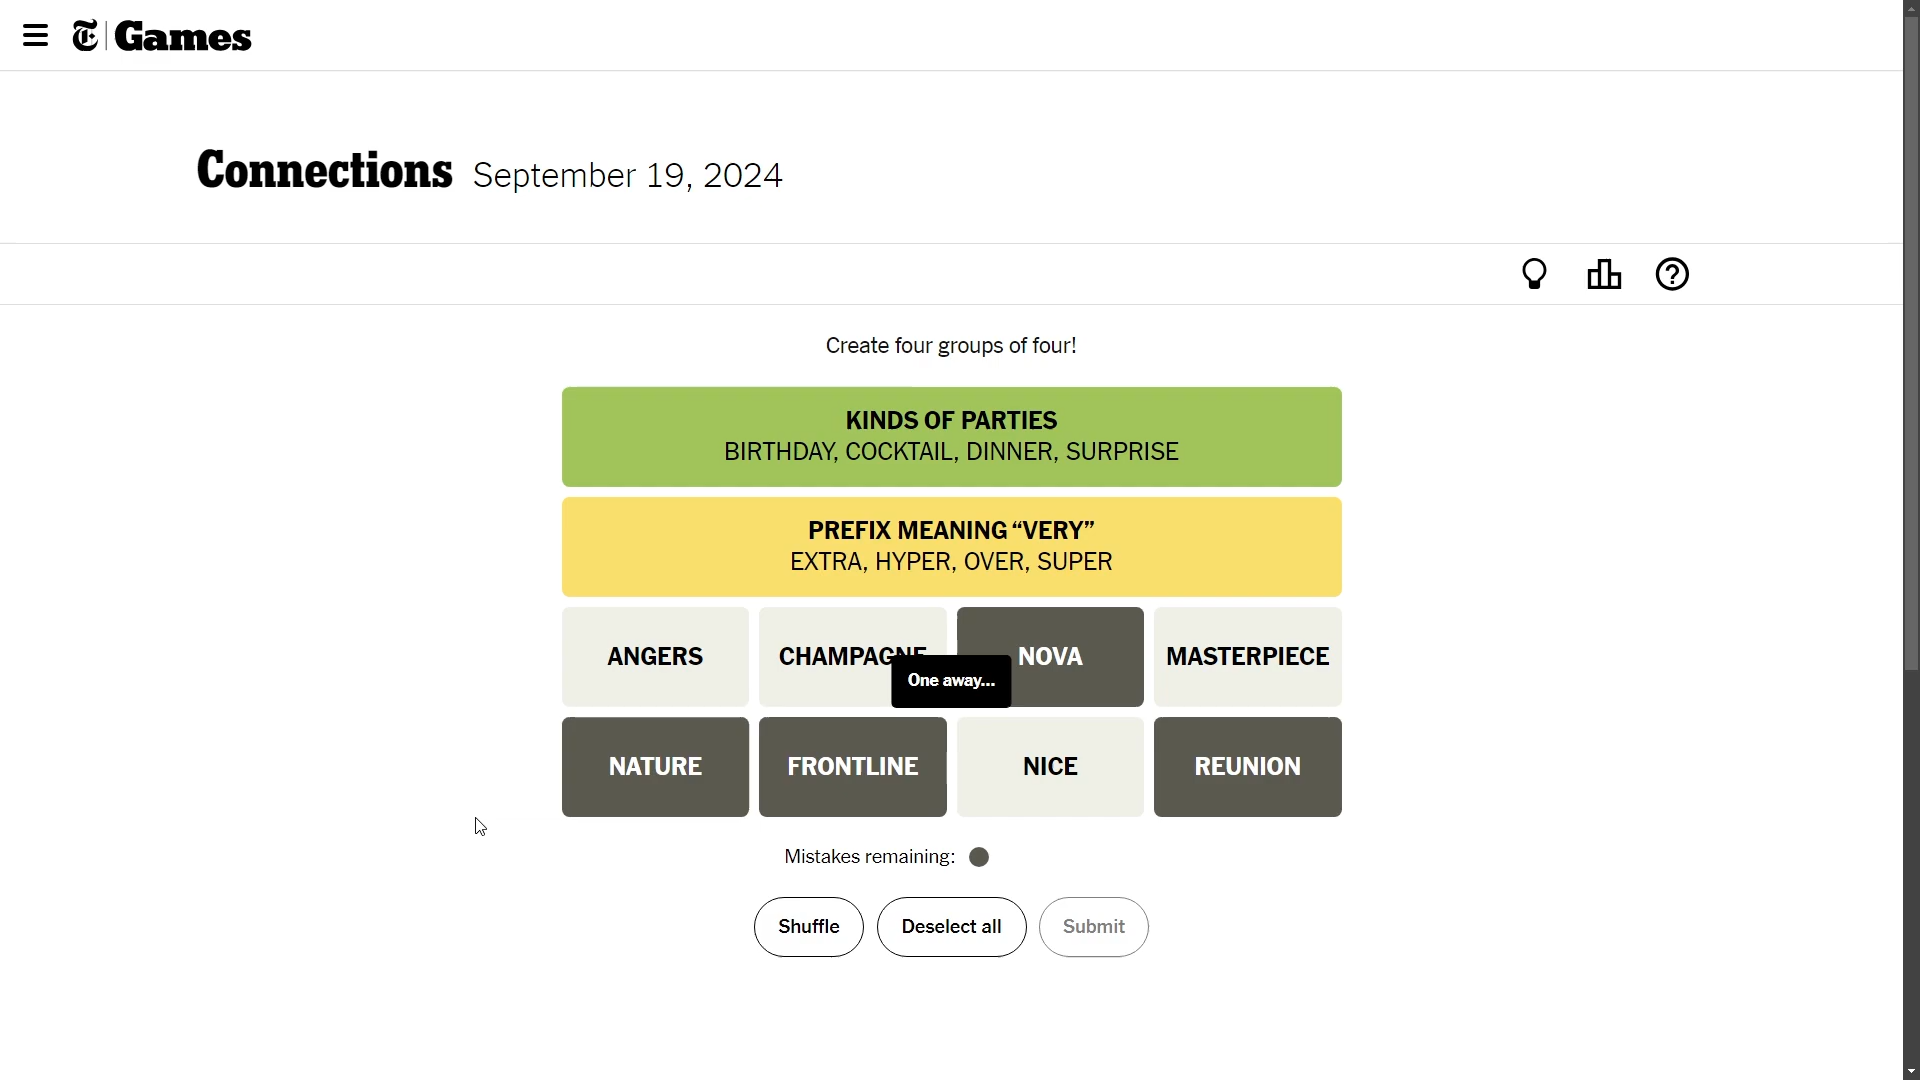 Games
Connections September 19, 2024
Create four groups of four!
KINDS OF PARTIES
BIRTHDAY, COCKTAIL, DINNER, SURPRISE
PREFIX MEANING “VERY”
EXTRA, HYPER, OVER, SUPER
ANGERS CHAMPAGNE NOVA MASTERPIECE
One away...
NATURE FRONTLINE NICE REUNION
Mistakes remaining:
Shuffle Deselect all Submit